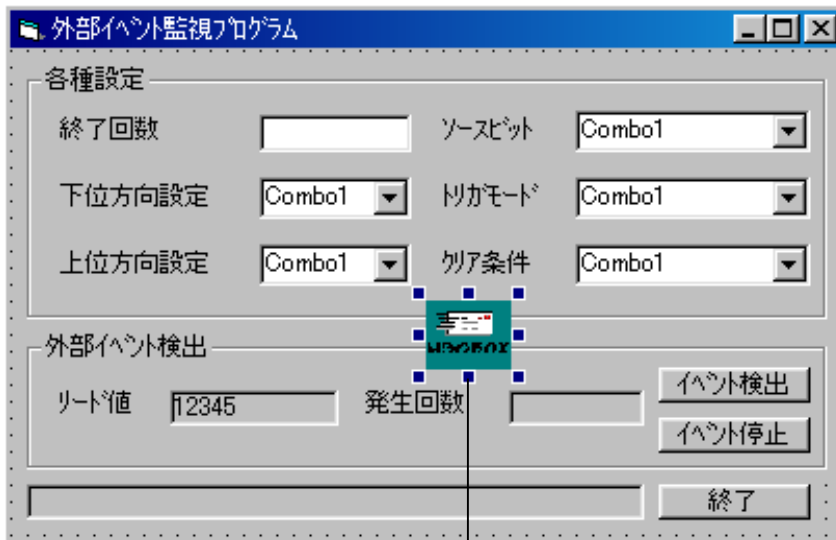 外部ｲﾍﾞﾝﾄ監視ﾌﾟﾛｸﾞﾗﾑ
各種設定
終了回数
ｿｰｽﾋﾞｯﾄ Combo1
下位方向設定 Combo1
ﾄﾘｶﾞﾓｰﾄﾞ Combo1
上位方向設定 Combo1
ｸﾘｱ条件 Combo1
外部ｲﾍﾞﾝﾄ検出
ﾘｰﾄﾞ値 12345
発生回数
ｲﾍﾞﾝﾄ検出
ｲﾍﾞﾝﾄ停止
終了